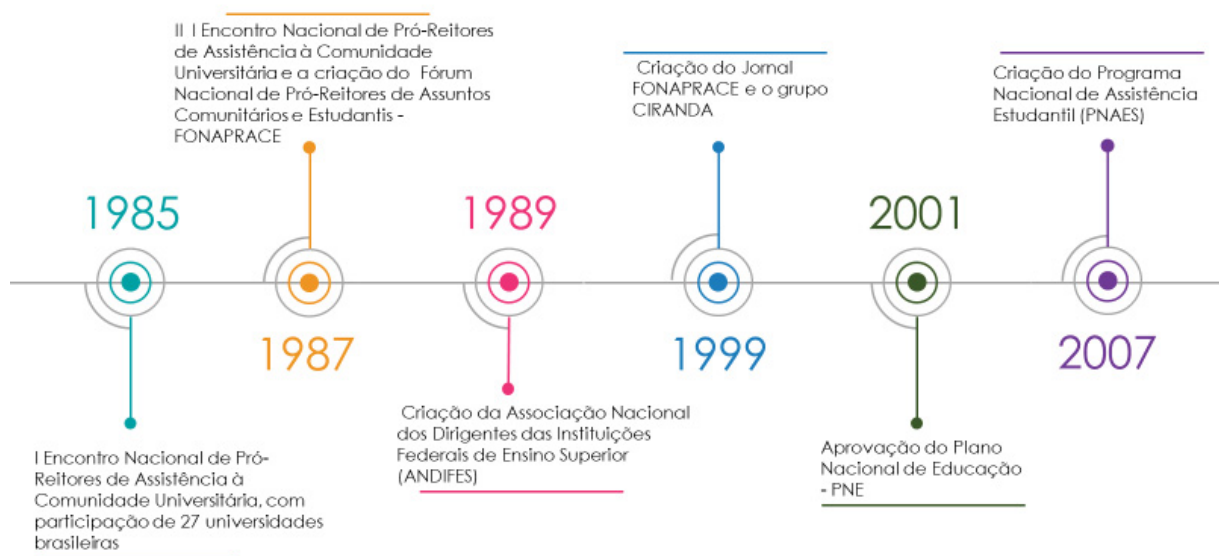 1985
I Encontro Nacional de Pró-
Reitores de Assistência à
Comunidade Universitária, com
participação de 27 universidades
brasileiras
II I Encontro Nacional de Pró-Reitores
de Assistência à Comunidade
Universitária e a criação do Fórum
Nacional de Pró-Reitores de Assuntos
Comunitários e Estudantis -
FONAPRACE
1987
1989
Criação da Associação Nacional
dos Dirigentes das Instituições
Federais de Ensino Superior
(ANDIFES)
Criação do Jornal
FONAPRACE e o grupo
CIRANDA
1999
2001
Aprovação do Plano
Nacional de Educação
- PNE
Criação do Programa
Nacional de Assistência
Estudantil (PNAES)
2007